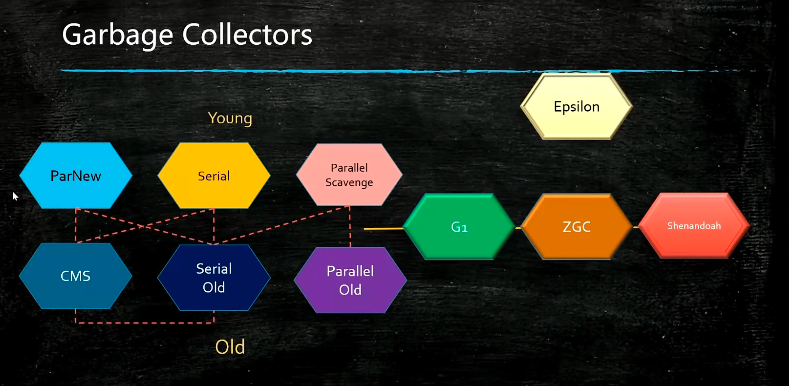 Garbage Collectors
Epsilon
Young
ParNew
Serial
Parallel
Scavenge
G1
ZGC
Shenandoah
CMS
Serial
Old
Parallel
Old
Old